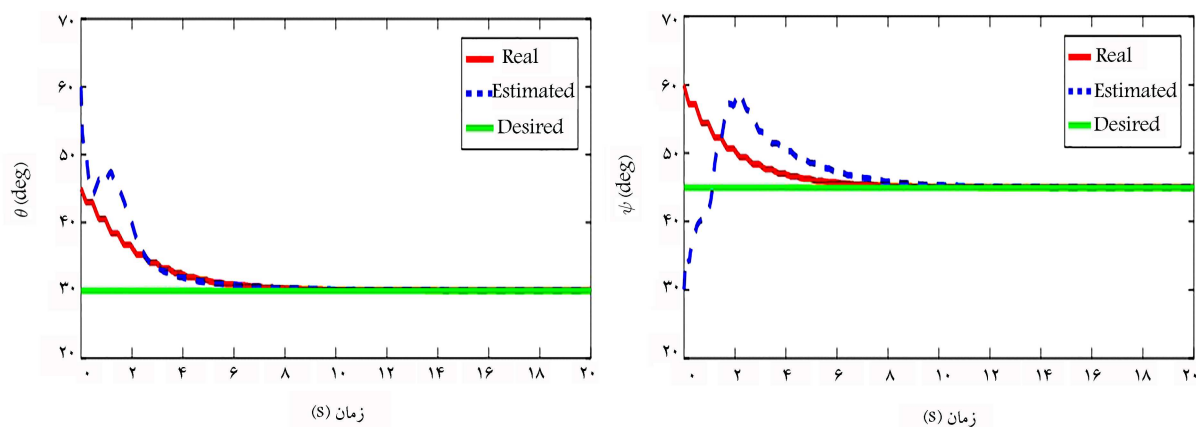 ۷۰
۶۰
۵۰
۴۰
۳۰
۲۰
θ (deg)
Real
Estimated
Desired
۰ ۲ ۴ ۶ ۸ ۱۰ ۱۲ ۱۴ ۱۶ ۱۸ ۲۰
زمان (s)
۷۰
۶۰
۵۰
۴۰
۳۰
۲۰
ψ (deg)
Real
Estimated
Desired
۰ ۲ ۴ ۶ ۸ ۱۰ ۱۲ ۱۴ ۱۶ ۱۸ ۲۰
زمان (s)